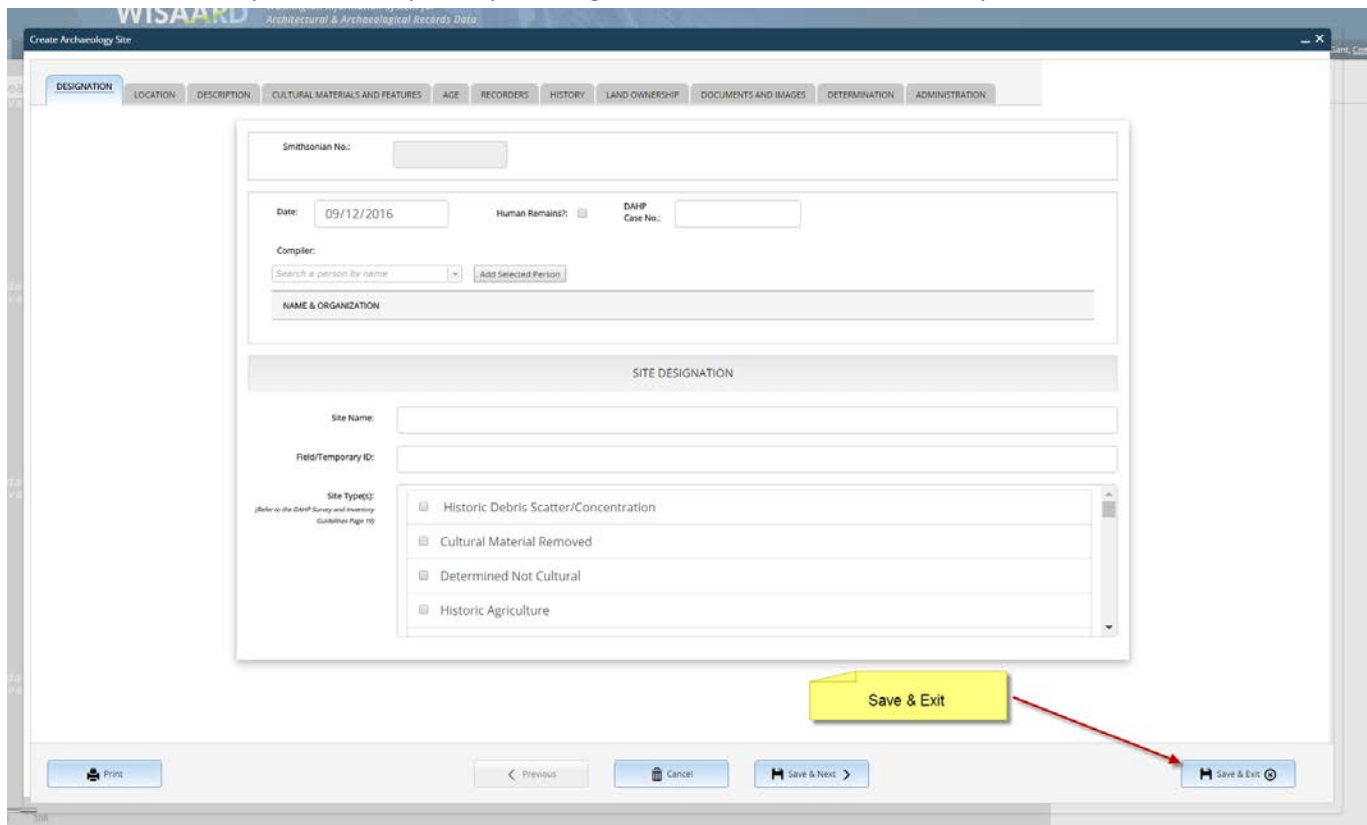 WISAARD
Architectural & Archaeological Records Data
Create Archaeology Site
DESIGNATION LOCATION DESCRIPTION CULTURAL MATERIALS AND FEATURES AGE RECORDERS HISTORY LAND OWNERSHIP DOCUMENTS AND IMAGES DETERMINATION ADMINISTRATION
Smithsonian No.:
Date: 09/12/2016 Human Remains?: DAHP
Case No.:
Compiler:
Search a person by name Add Selected Person
NAME & ORGANIZATION
SITE DESIGNATION
Site Name:
Field/Temporary ID:
Site Type(s):
(Refer to the DAHP Survey and Inventory
Guidelines Page 19)
Historic Debris Scatter/Concentration
Cultural Material Removed
Determined Not Cultural
Historic Agriculture
Save & Exit
Print Previous Cancel Save & Next Save & Exit